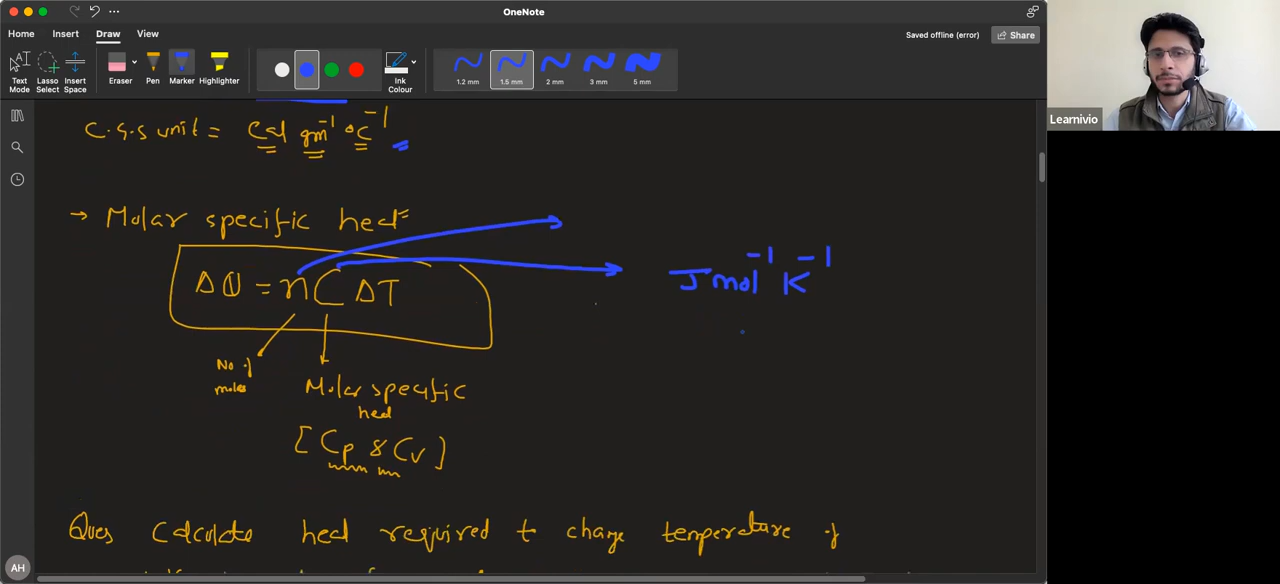 OneNote
Home Insert Draw View
Saved offline (error)
Share
Text Mode
Lasso Select
Insert Space
Eraser
Pen
Marker
Highlighter
Ink Colour
1.2 mm
1.5 mm
2 mm
3 mm
5 mm
Learnivio
C.G.S unit = Cal gm⁻¹ °C⁻¹
→ Molar specific heat =
ΔQ = nCΔT
J mol⁻¹ K⁻¹
No of moles
Molar specific heat
[Cp & Cv]
Ques Calculate heat required to change temperature of
AH